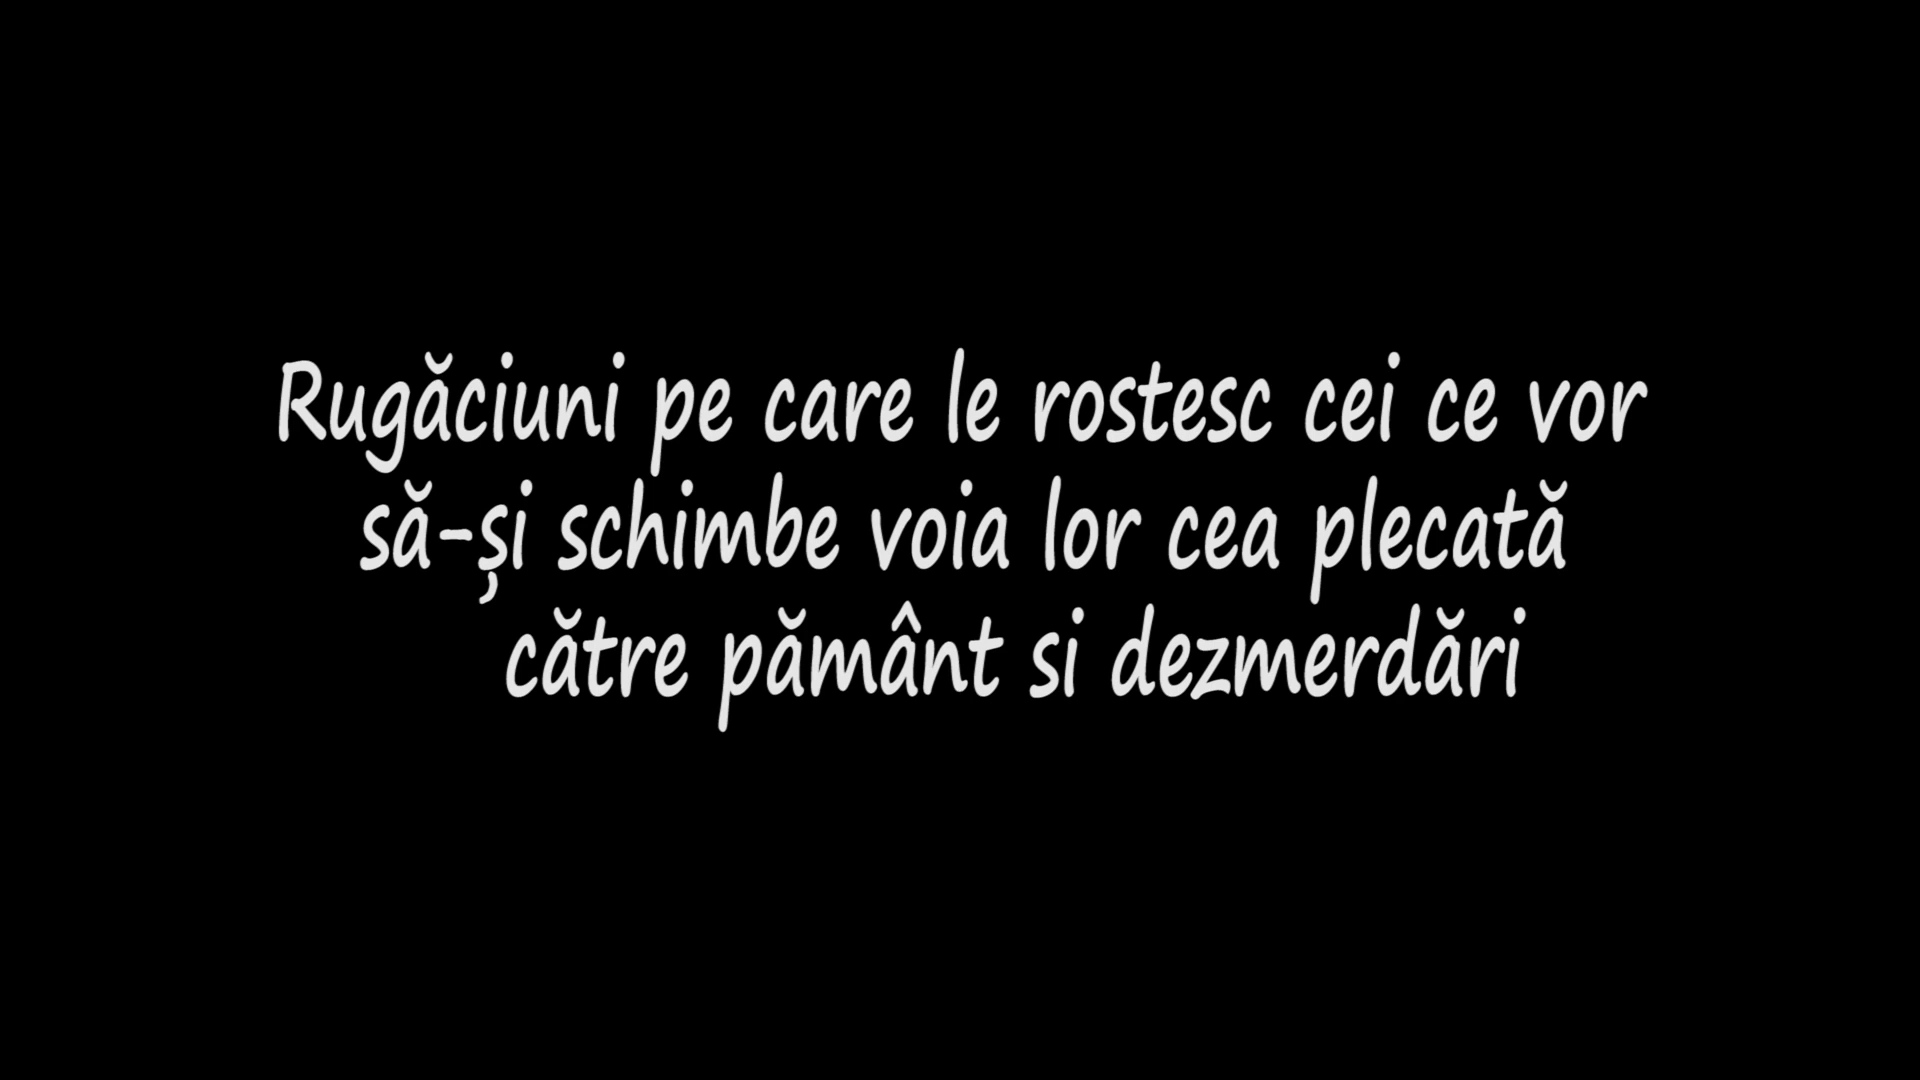 Rugăciuni pe care le rostesc cei ce vor
să-și schimbe voia lor cea plecată
către pământ si dezmerdări